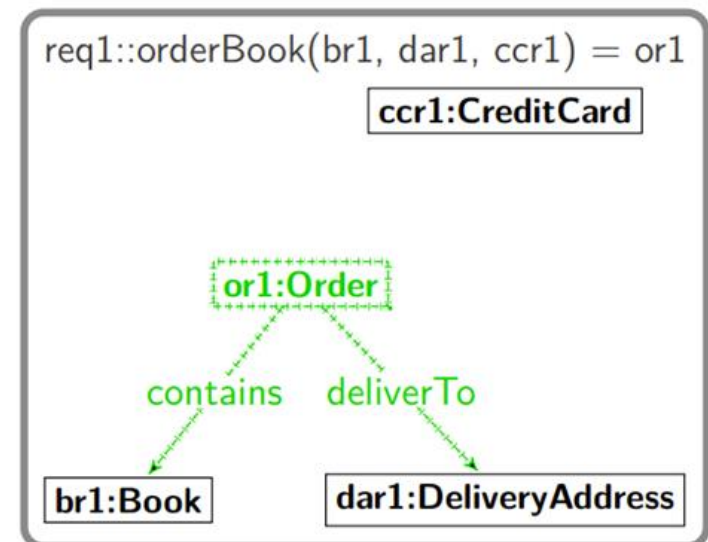 req1::orderBook(br1, dar1, ccr1) = or1
ccr1:CreditCard
or1:Order
contains deliverTo
br1:Book dar1:DeliveryAddress